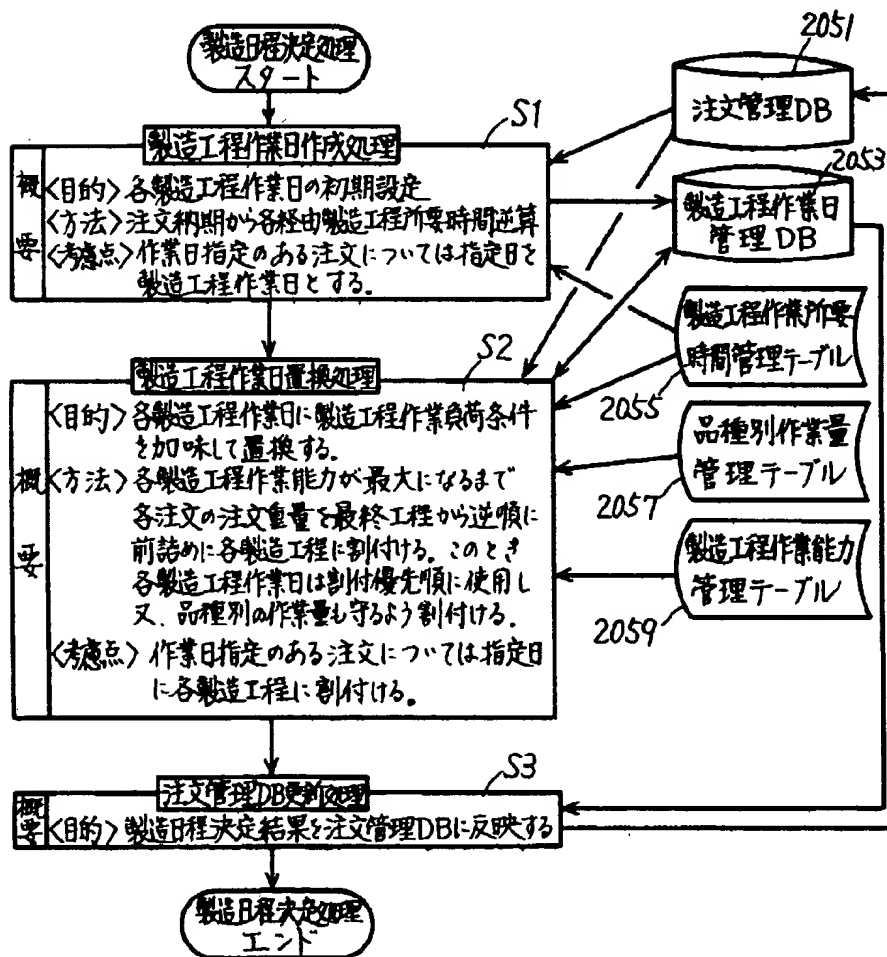 製造日程決定処理
スタート
S1
製造工程作業日作成処理
概要
<目的> 各製造工程作業日の初期設定
<方法> 注文納期から各経由製造工程所要時間逆算
<考慮点> 作業日指定のある注文については指定日を
製造工程作業日とする。
2051
注文管理DB
2053
製造工程作業日
管理DB
製造工程作業所要
時間管理テーブル
2055
品種別作業量
管理テーブル
2057
製造工程作業能力
管理テーブル
2059
S2
製造工程作業日置換処理
概要
<目的> 各製造工程作業日に製造工程作業負荷条件
を加味して置換する。
<方法> 各製造工程作業能力が最大になるまで
各注文の注文重量を最終工程から逆順に
前詰めに各製造工程に割付ける。このとき
各製造工程作業日は割付優先順に使用し
又、品種別の作業量も守るよう割付ける。
<考慮点> 作業日指定のある注文については指定日
に各製造工程に割付ける。
S3
注文管理DB更新処理
概要
<目的> 製造日程決定結果を注文管理DBに反映する
製造日程決定処理
エンド